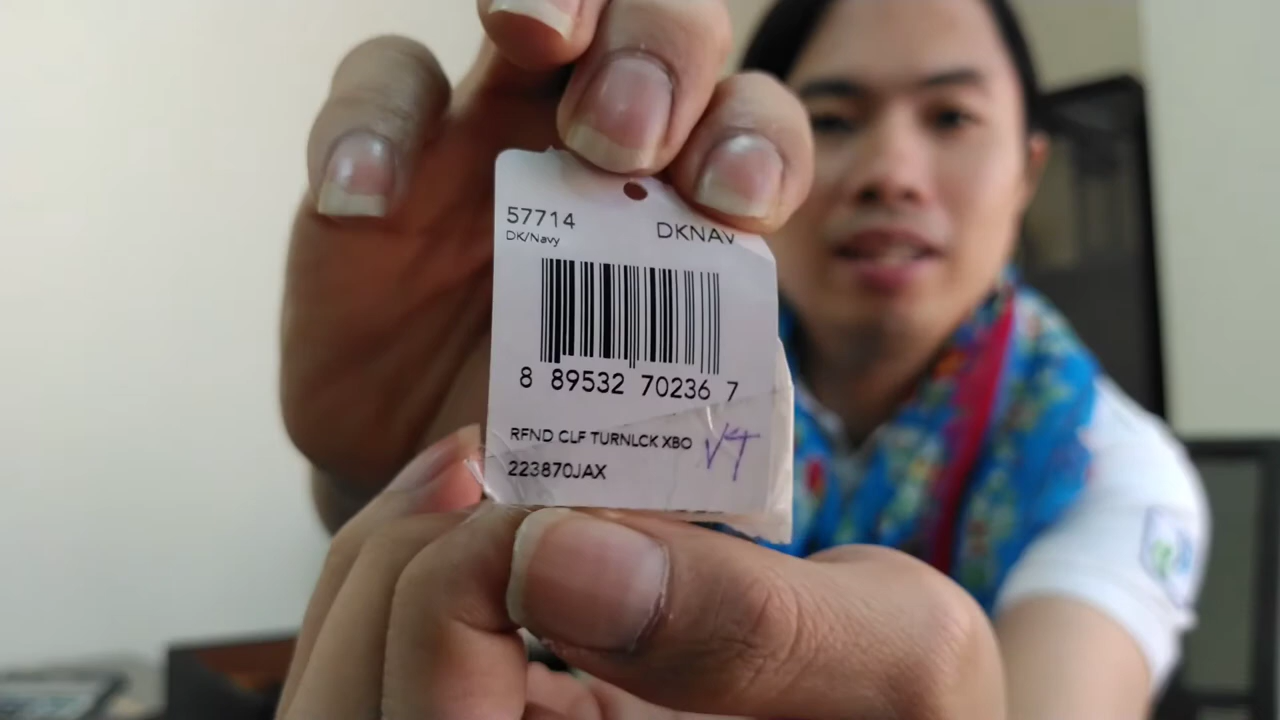 57714 DKNAV
DK/Navy
8 89532 70236 7
RFND CLF TURNLCK XBO
223870JAX